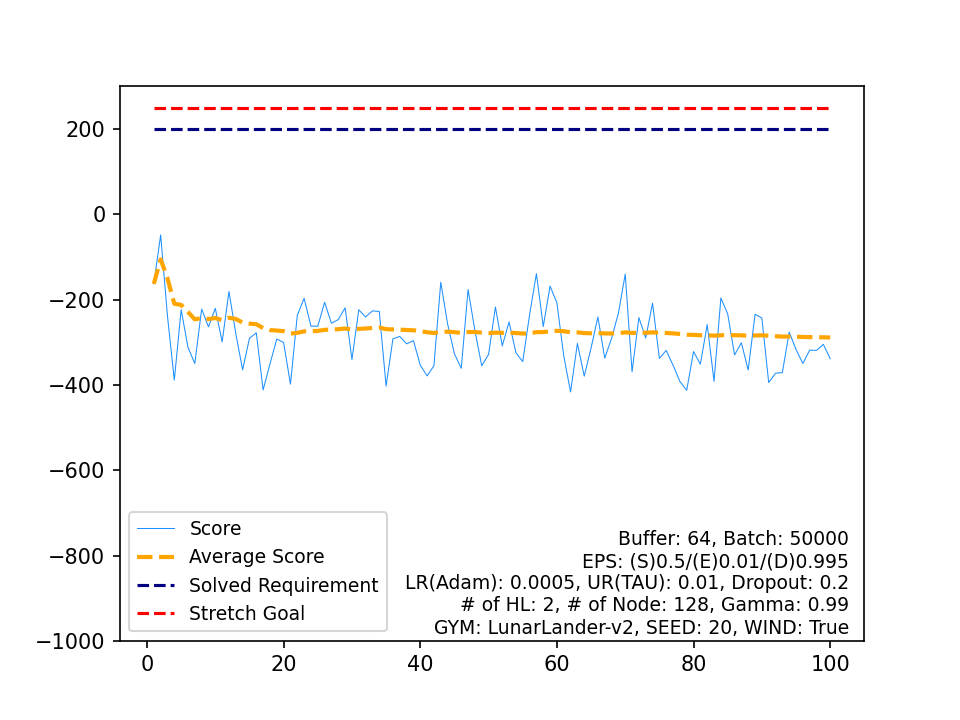 200
0
−200
−400
−600
−800
−1000
0
20
40
60
80
100
Score
Average Score
Solved Requirement
Stretch Goal
Buffer: 64, Batch: 50000
EPS: (S)0.5/(E)0.01/(D)0.995
LR(Adam): 0.0005, UR(TAU): 0.01, Dropout: 0.2
# of HL: 2, # of Node: 128, Gamma: 0.99
GYM: LunarLander-v2, SEED: 20, WIND: True